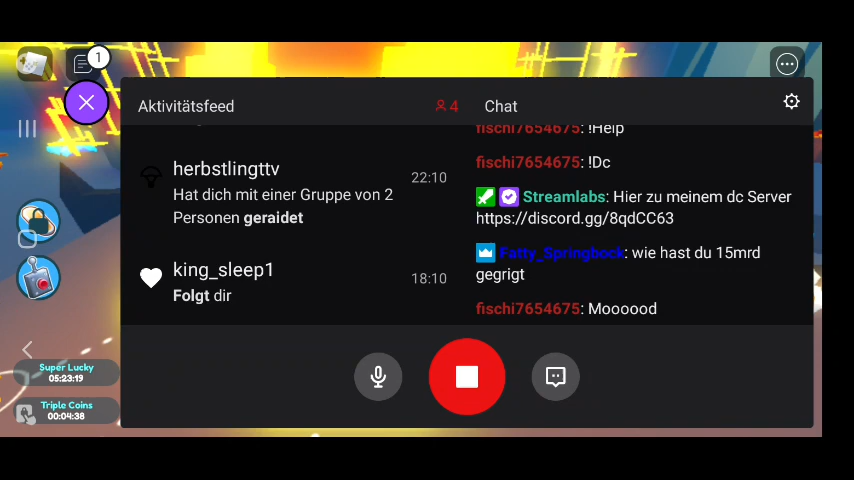 1
Aktivitätsfeed
4
Chat
fischi7654675: !Help
herbstlingttv
22:10
Hat dich mit einer Gruppe von 2
Personen geraidet
king_sleep1
18:10
Folgt dir
fischi7654675: !Dc
Streamlabs: Hier zu meinem dc Server
https://discord.gg/8qdCC63
Fatty_Springbock: wie hast du 15mrd
gegrigt
fischi7654675: Moooood
Super Lucky
05:23:19
Triple Coins
00:04:38